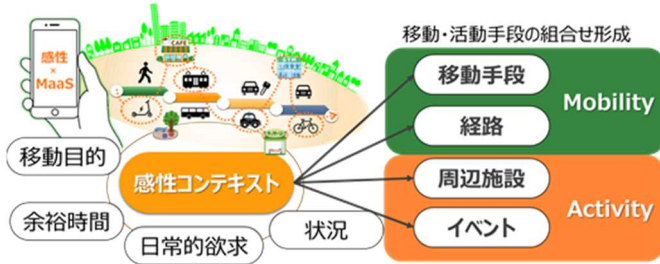 移動・活動手段の組合せ形成
感性
×
MaaS
CAFE
移動手段
経路
Mobility
周辺施設
イベント
Activity
感性コンテキスト
移動目的
余裕時間
日常的欲求
状況